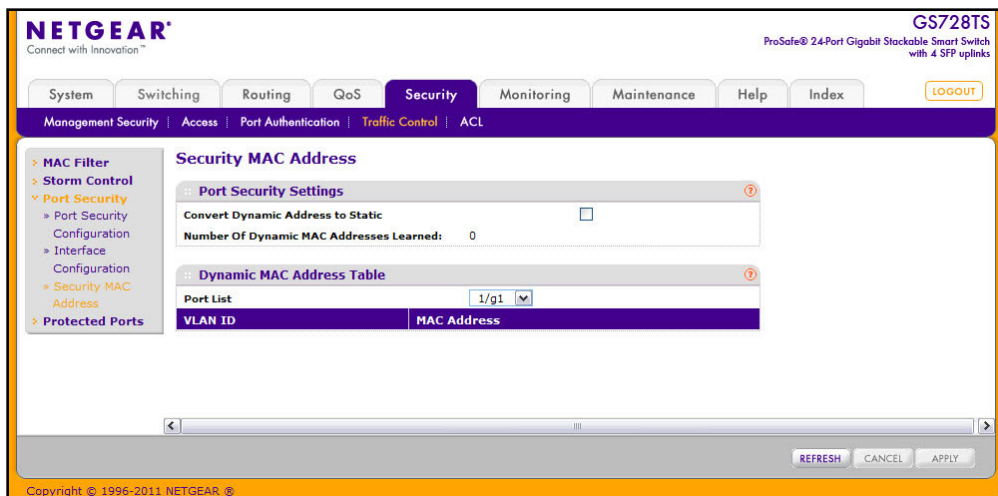 NETGEAR®
Connect with Innovation™
GS728TS
ProSafe® 24-Port Gigabit Stackable Smart Switch
with 4 SFP uplinks
System
Switching
Routing
QoS
Security
Monitoring
Maintenance
Help
Index
LOGOUT
Management Security | Access | Port Authentication | Traffic Control | ACL
MAC Filter
Storm Control
Port Security
» Port Security
Configuration
» Interface
Configuration
» Security MAC
Address
Protected Ports
Security MAC Address
Port Security Settings
Convert Dynamic Address to Static
Number Of Dynamic MAC Addresses Learned: 0
Dynamic MAC Address Table
Port List 1/g1
VLAN ID MAC Address
REFRESH
CANCEL
APPLY
Copyright © 1996-2011 NETGEAR ®